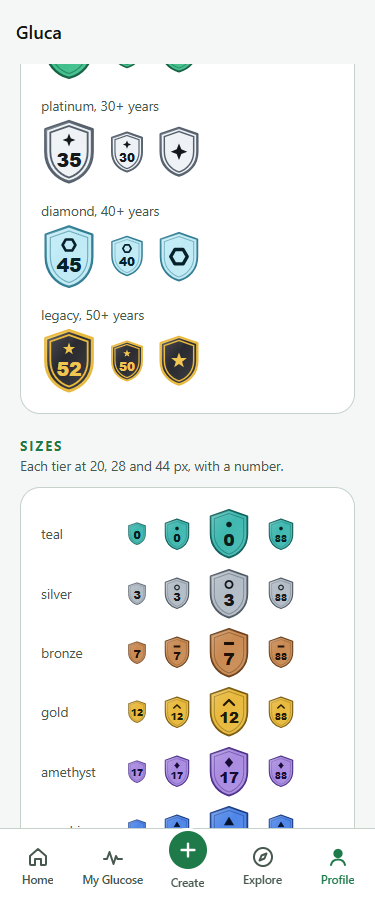 Gluca
platinum, 30+ years
35 30
diamond, 40+ years
45 40
legacy, 50+ years
52 50
SIZES
Each tier at 20, 28 and 44 px, with a number.
teal 0 0 0 88
silver 3 3 3 88
bronze 7 7 7 88
gold 12 12 12 88
amethyst 17 17 17 88
Home My Glucose Create Explore Profile